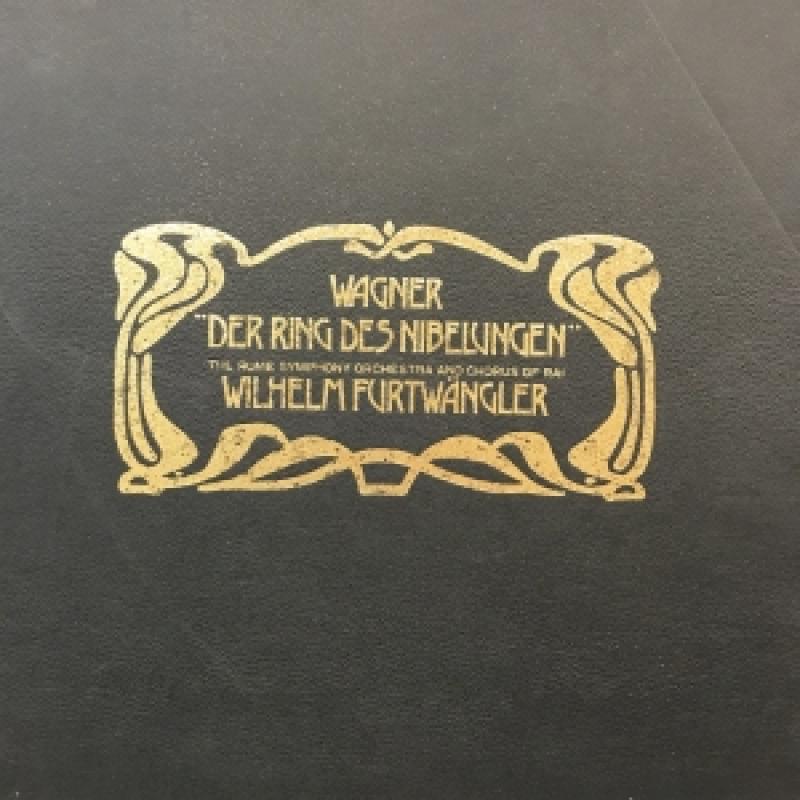 WAGNER
"DER RING DES NIBELUNGEN"
THE ROME SYMPHONY ORCHESTRA AND CHORUS OF RAI
WILHELM FURTWÄNGLER